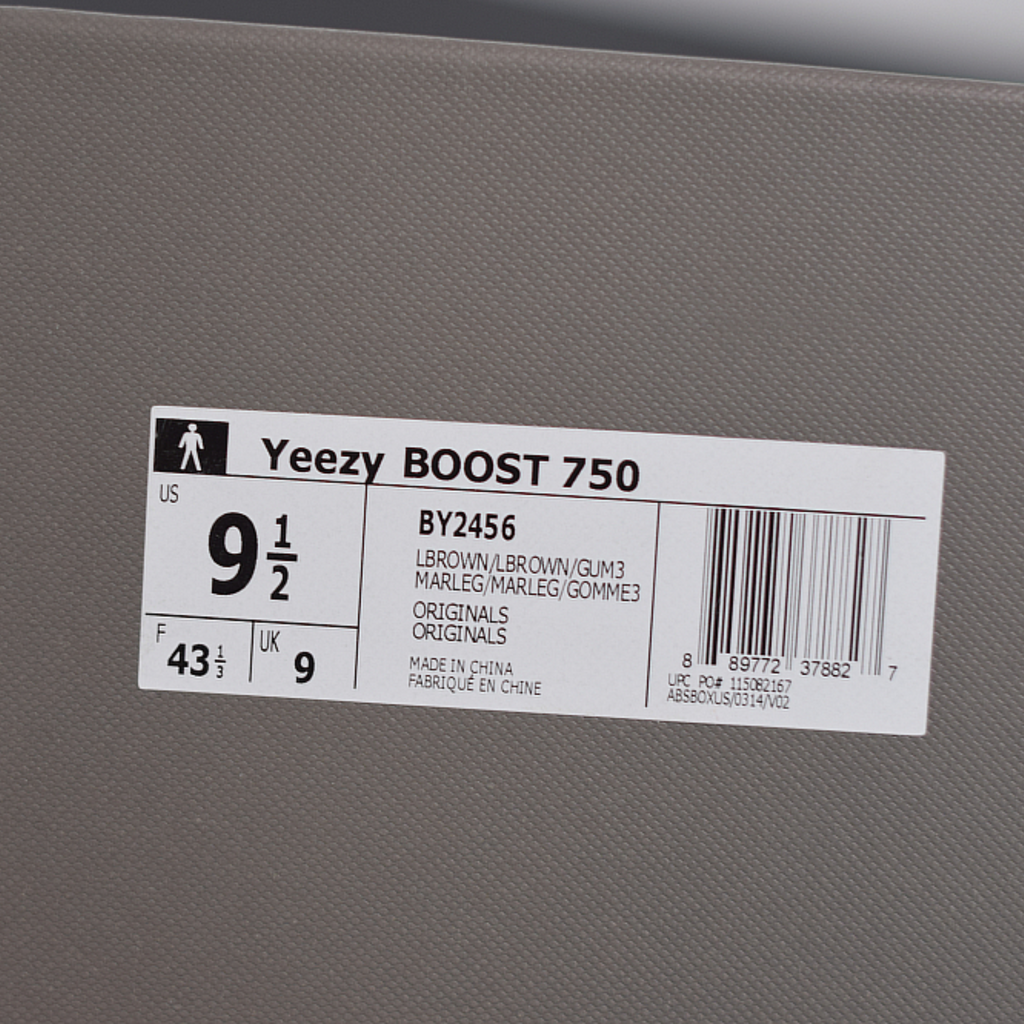 Yeezy BOOST 750
US
9 1/2
F
43 1/3
UK
9
BY2456
LBROWN/LBROWN/GUM3
MARLEG/MARLEG/GOMME3
ORIGINALS
ORIGINALS
MADE IN CHINA
FABRIQUÉ EN CHINE
8 89772 37882 7
UPC PO# 115082167
ABSBOXUS/0314/V02